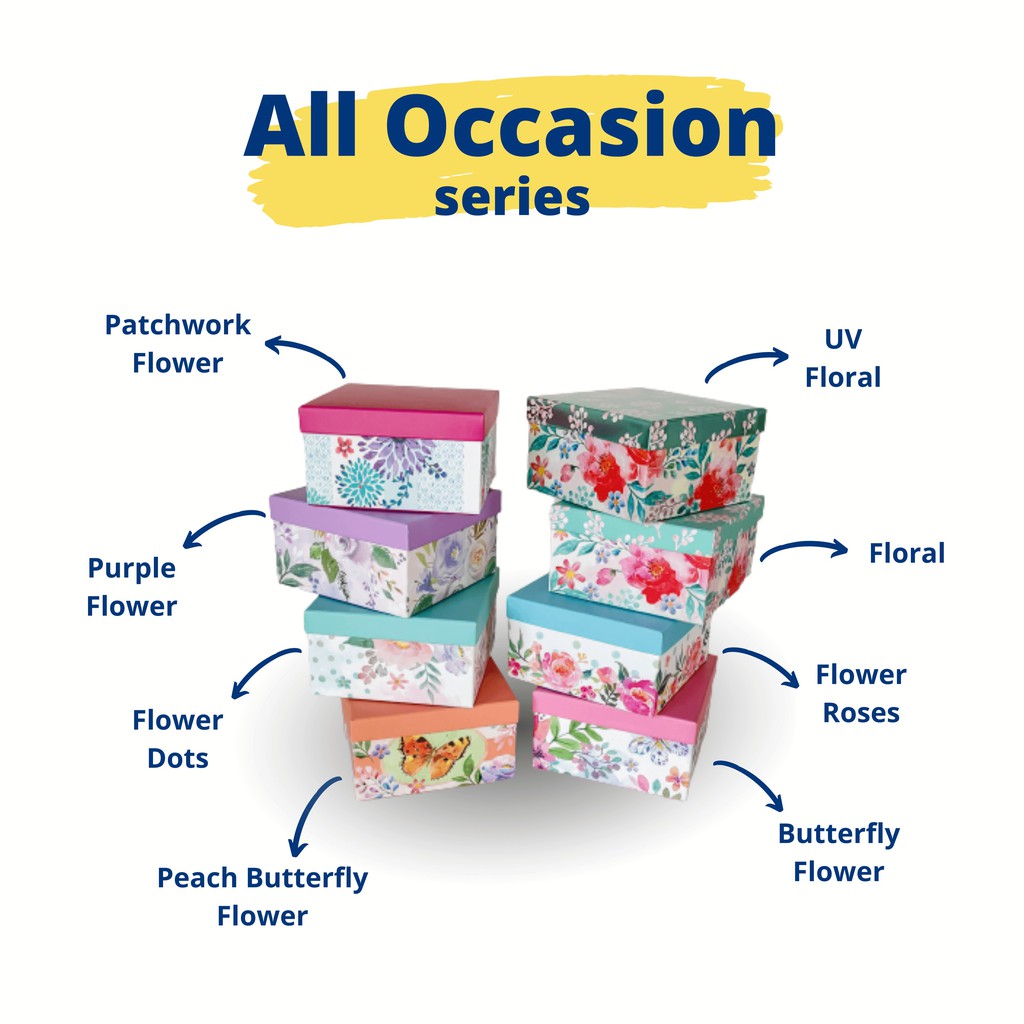 All Occasion
series
Patchwork
Flower
UV
Floral
Purple
Flower
Floral
Flower
Dots
Flower
Roses
Peach Butterfly
Flower
Butterfly
Flower